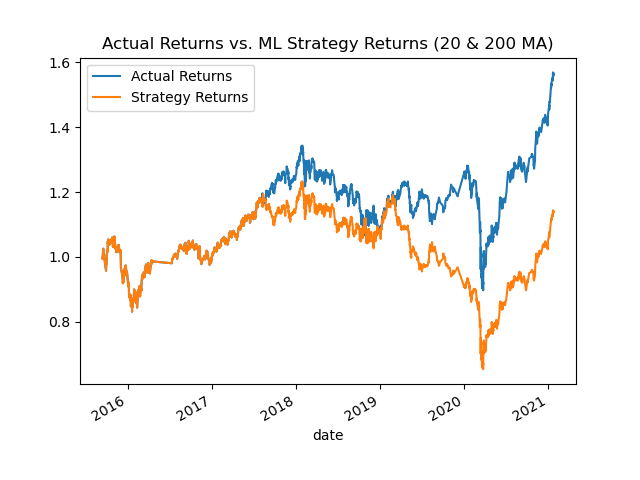 Actual Returns vs. ML Strategy Returns (20 & 200 MA)
Actual Returns
Strategy Returns
1.6
1.4
1.2
1.0
0.8
2016 2017 2018 2019 2020 2021
date